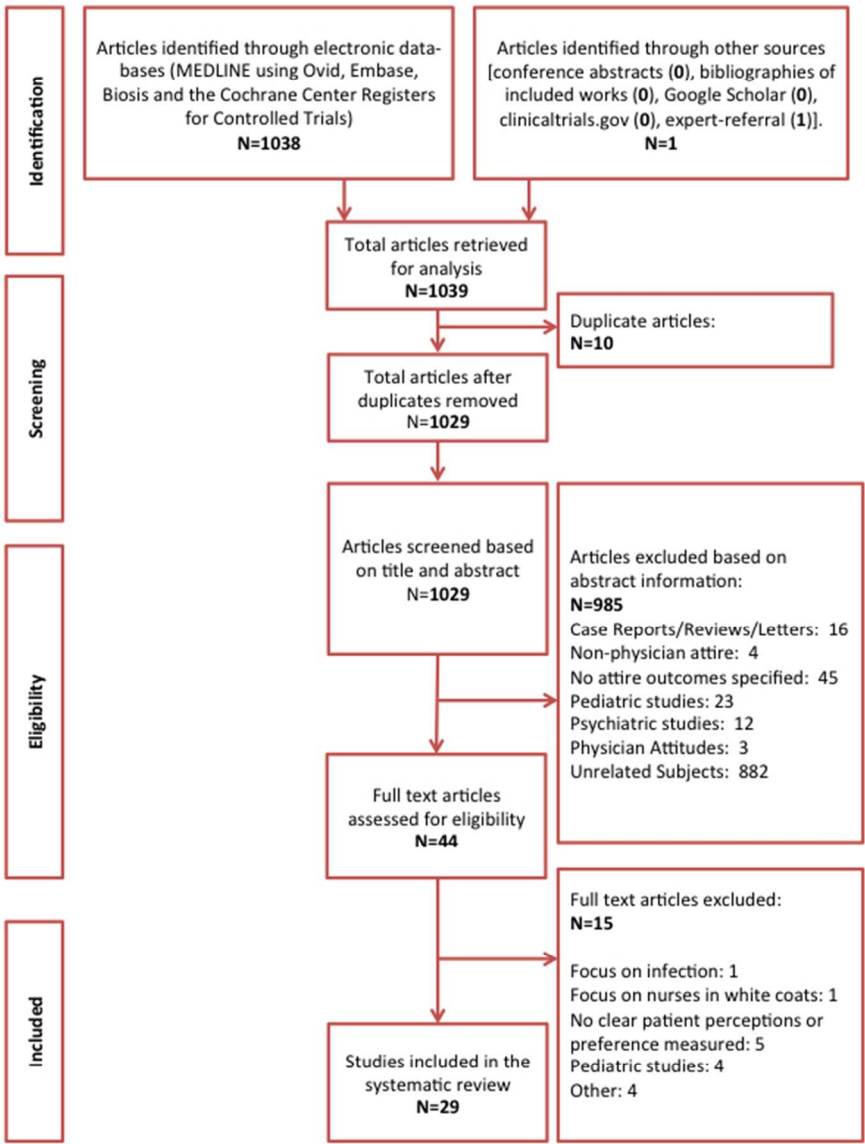 Identification
Articles identified through electronic data-
bases (MEDLINE using Ovid, Embase,
Biosis and the Cochrane Center Registers
for Controlled Trials)
N=1038
Articles identified through other sources
[conference abstracts (0), bibliographies of
included works (0), Google Scholar (0),
clinicaltrials.gov (0), expert-referral (1)].
N=1
Total articles retrieved
for analysis
N=1039
Screening
Duplicate articles:
N=10
Total articles after
duplicates removed
N=1029
Eligibility
Articles screened based
on title and abstract
N=1029
Articles excluded based on
abstract information:
N=985
Case Reports/Reviews/Letters: 16
Non-physician attire: 4
No attire outcomes specified: 45
Pediatric studies: 23
Psychiatric studies: 12
Physician Attitudes: 3
Unrelated Subjects: 882
Full text articles
assessed for eligibility
N=44
Included
Full text articles excluded:
N=15
Focus on infection: 1
Focus on nurses in white coats: 1
No clear patient perceptions or
preference measured: 5
Pediatric studies: 4
Other: 4
Studies included in the
systematic review
N=29